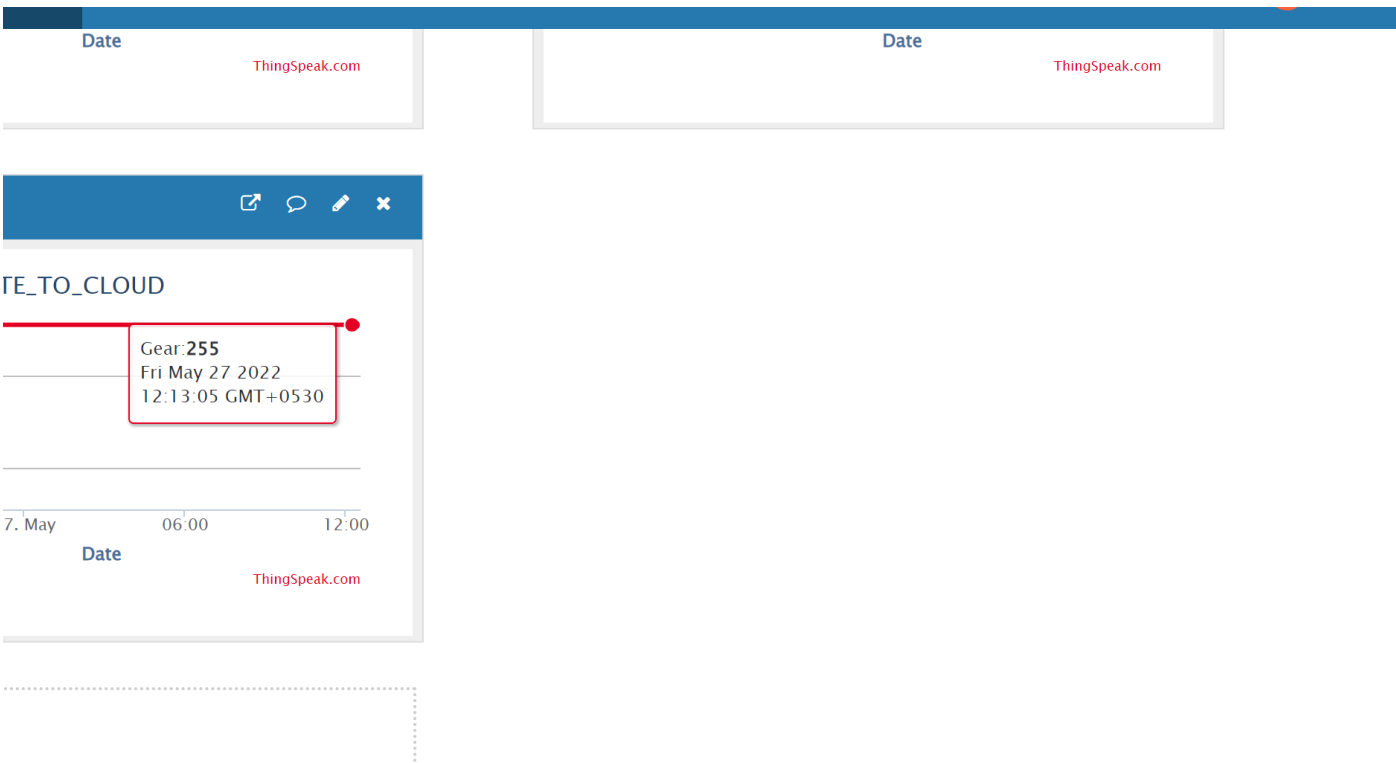 Date
ThingSpeak.com
Date
ThingSpeak.com
TE_TO_CLOUD
Gear:255
Fri May 27 2022
12:13:05 GMT+0530
7. May 06:00 12:00
Date
ThingSpeak.com